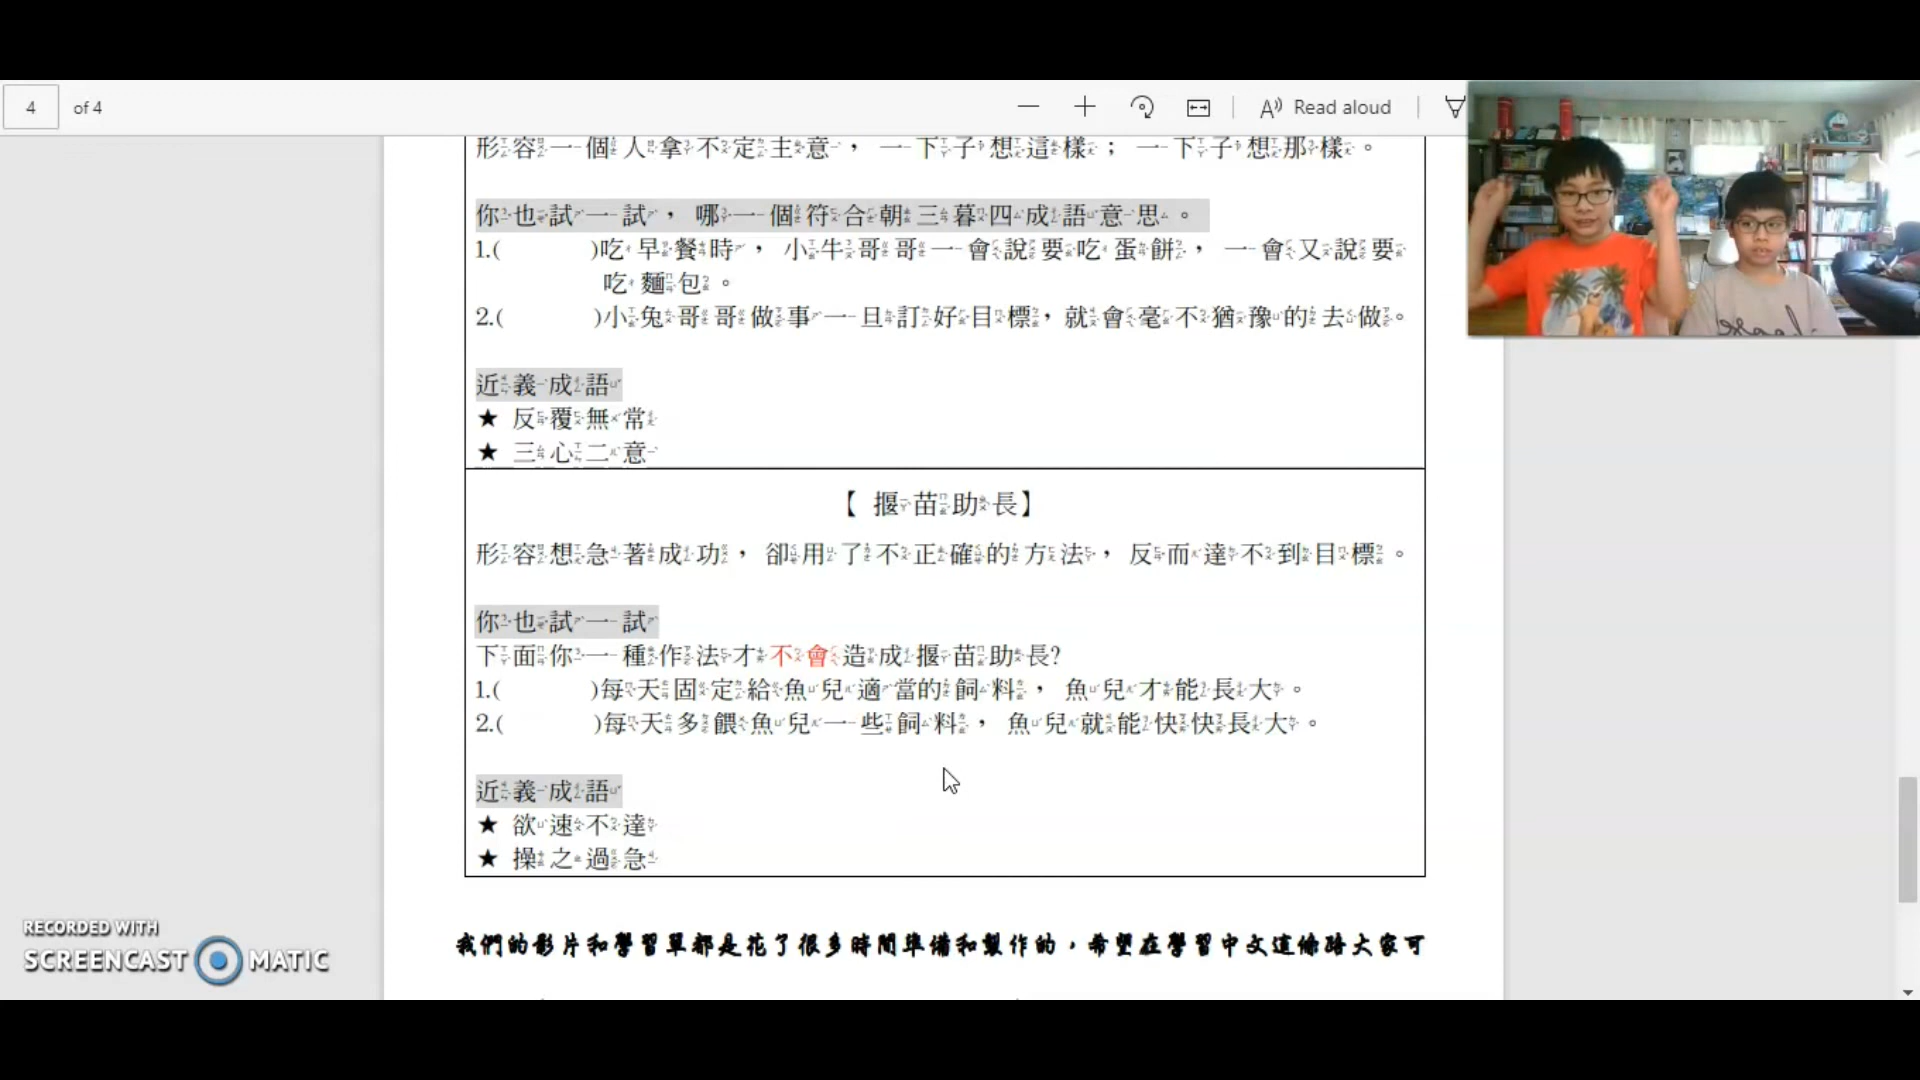 4 of 4 Read aloud
形容一個人拿不定主意，一下子想這樣；一下子想那樣。
你也試一試，哪一個符合朝三暮四成語意思。
1.( )吃早餐時，小牛哥哥一會說要吃蛋餅，一會又說要
吃麵包。
2.( )小兔哥哥做事一旦訂好目標，就會毫不猶豫的去做。
近義成語
★ 反覆無常
★ 三心二意
【 揠苗助長】
形容想急著成功，卻用了不正確的方法，反而達不到目標。
你也試一試
下面你一種作法才不會造成揠苗助長?
1.( )每天固定給魚兒適當的飼料，魚兒才能長大。
2.( )每天多餵魚兒一些飼料，魚兒就能快快長大。
近義成語
★ 欲速不達
★ 操之過急
我們的影片和學習單都是花了很多時間準備和製作的，希望在學習中文這條路大家可
RECORDED WITH
SCREENCAST MATIC